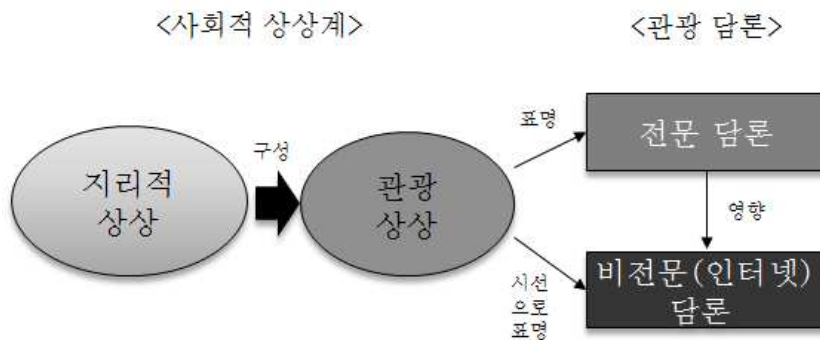 <사회적 상상계>
<관광 담론>
지리적
상상
구성
관광
상상
표명
전문 담론
영향
시선
으로
표명
비전문(인터넷)
담론